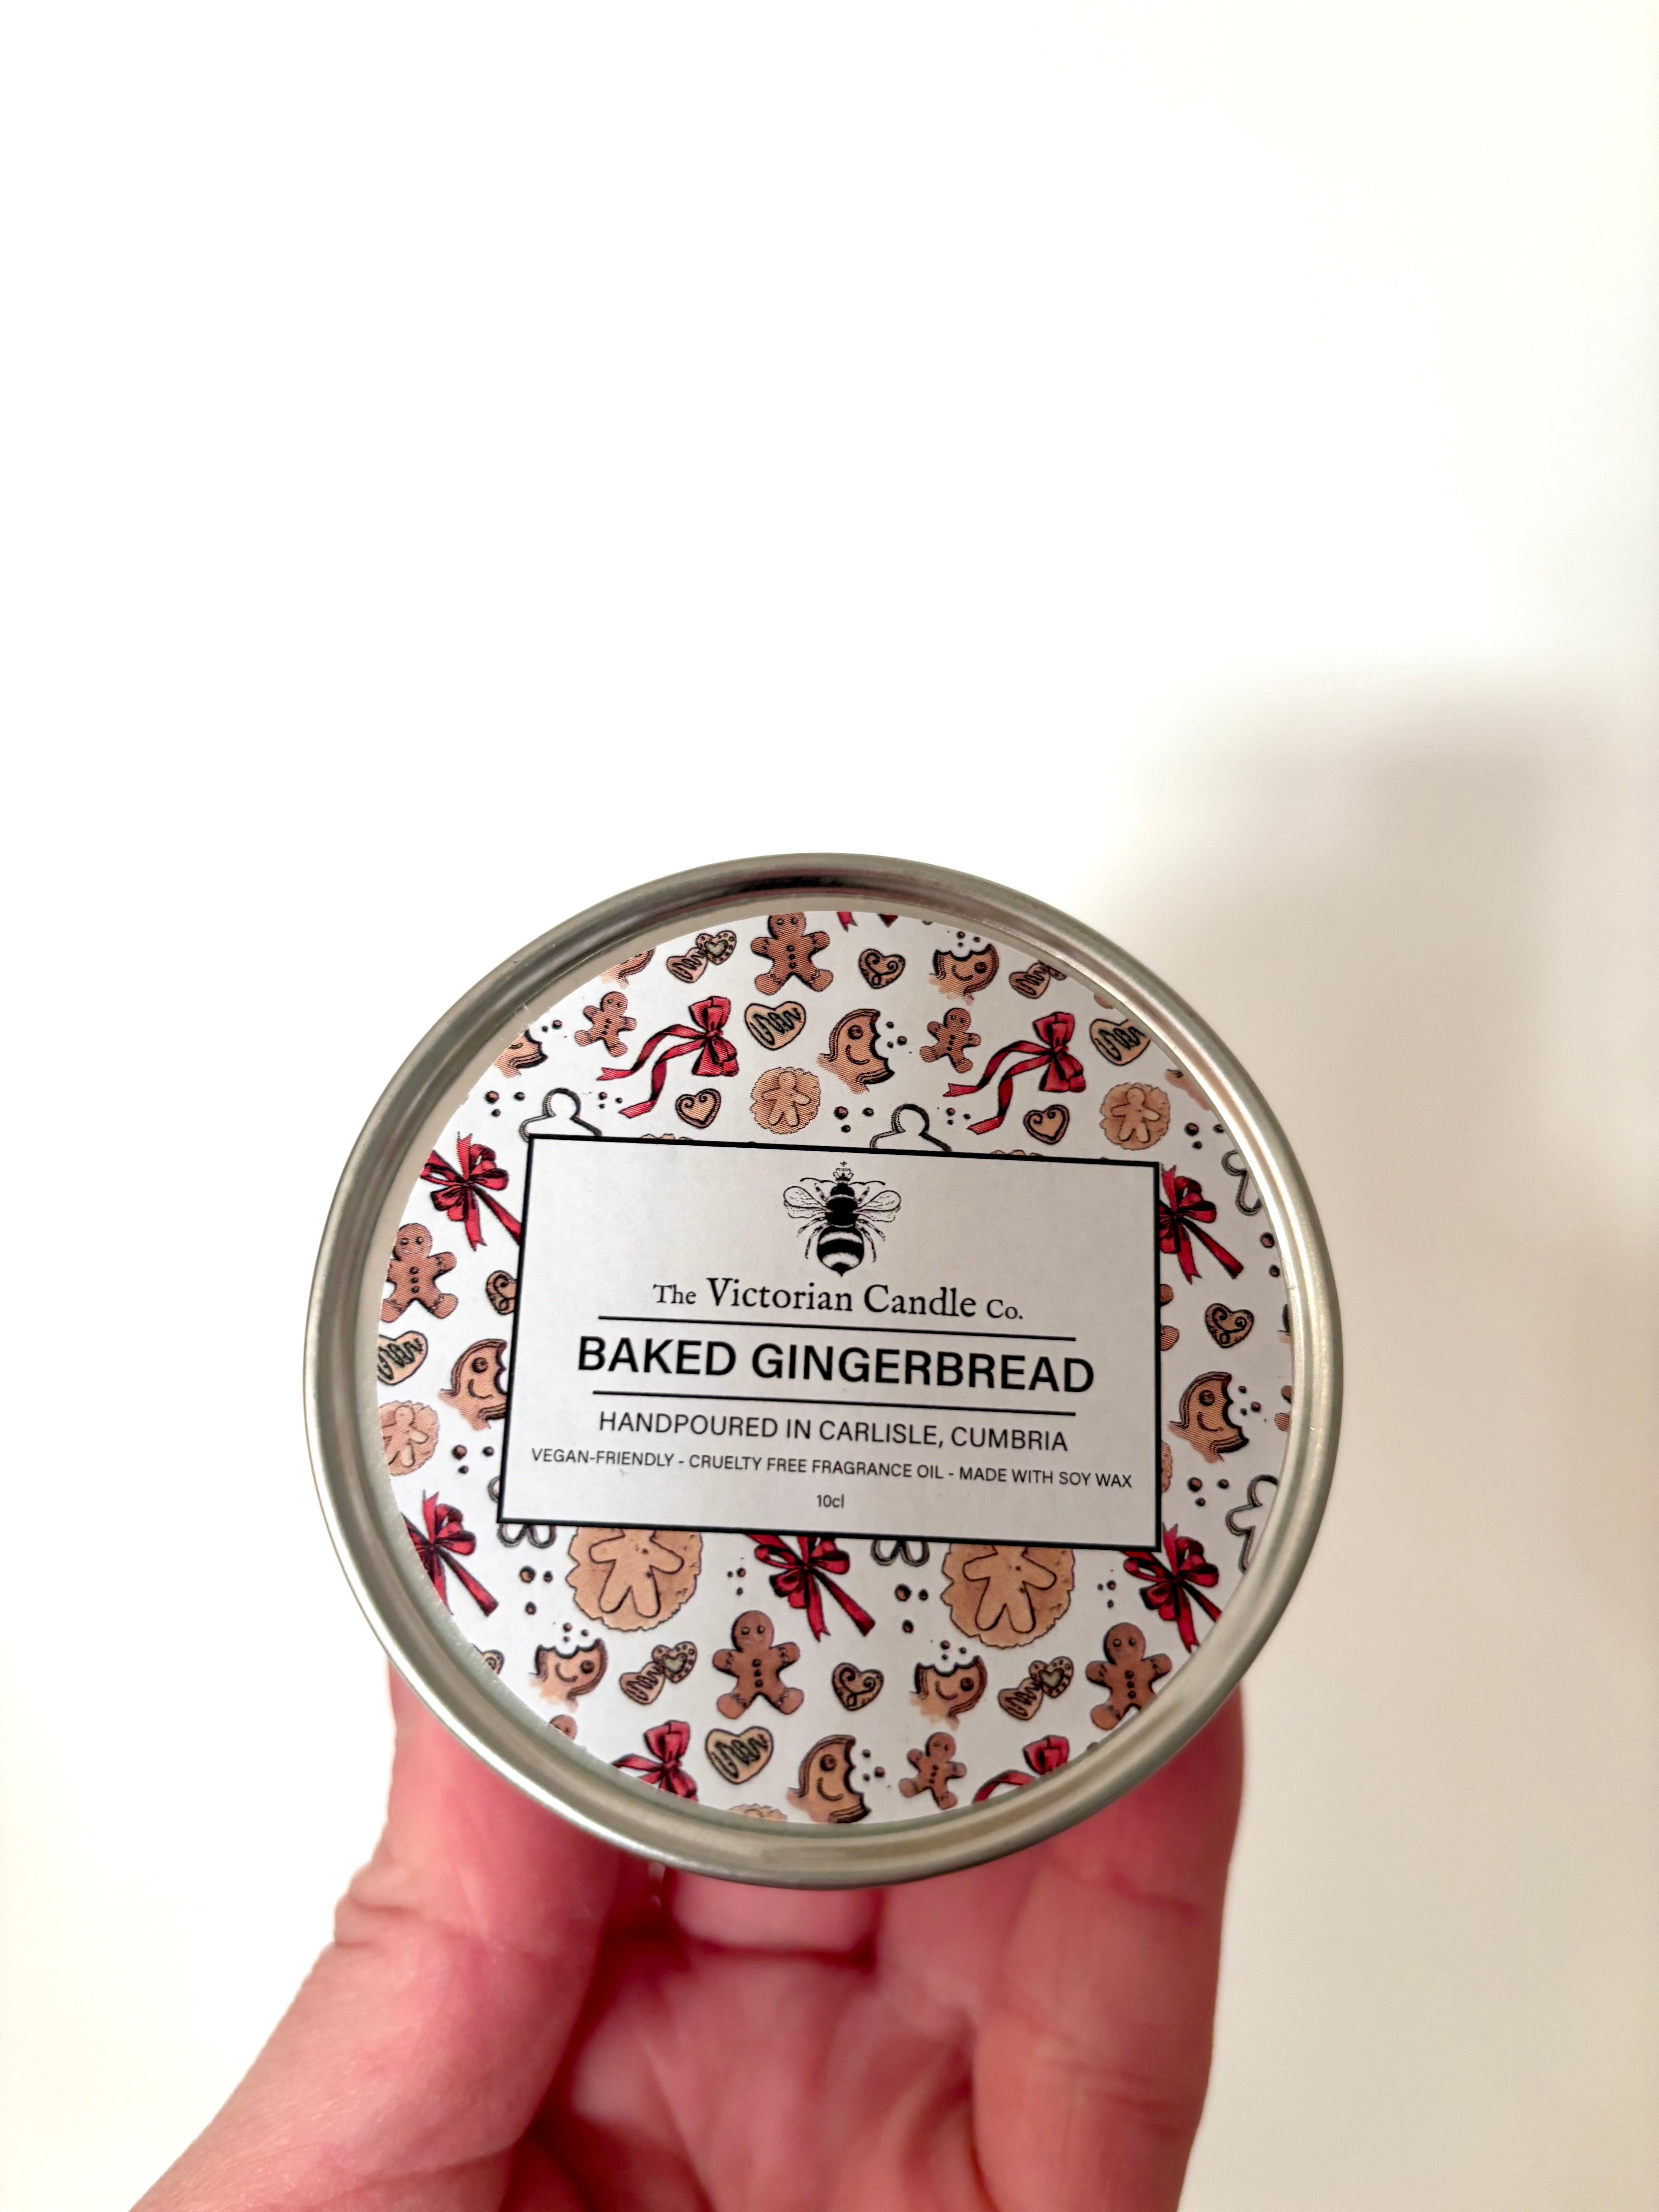 The Victorian Candle Co.
BAKED GINGERBREAD
HANDPOURED IN CARLISLE, CUMBRIA
VEGAN-FRIENDLY - CRUELTY FREE FRAGRANCE OIL - MADE WITH SOY WAX
10cl